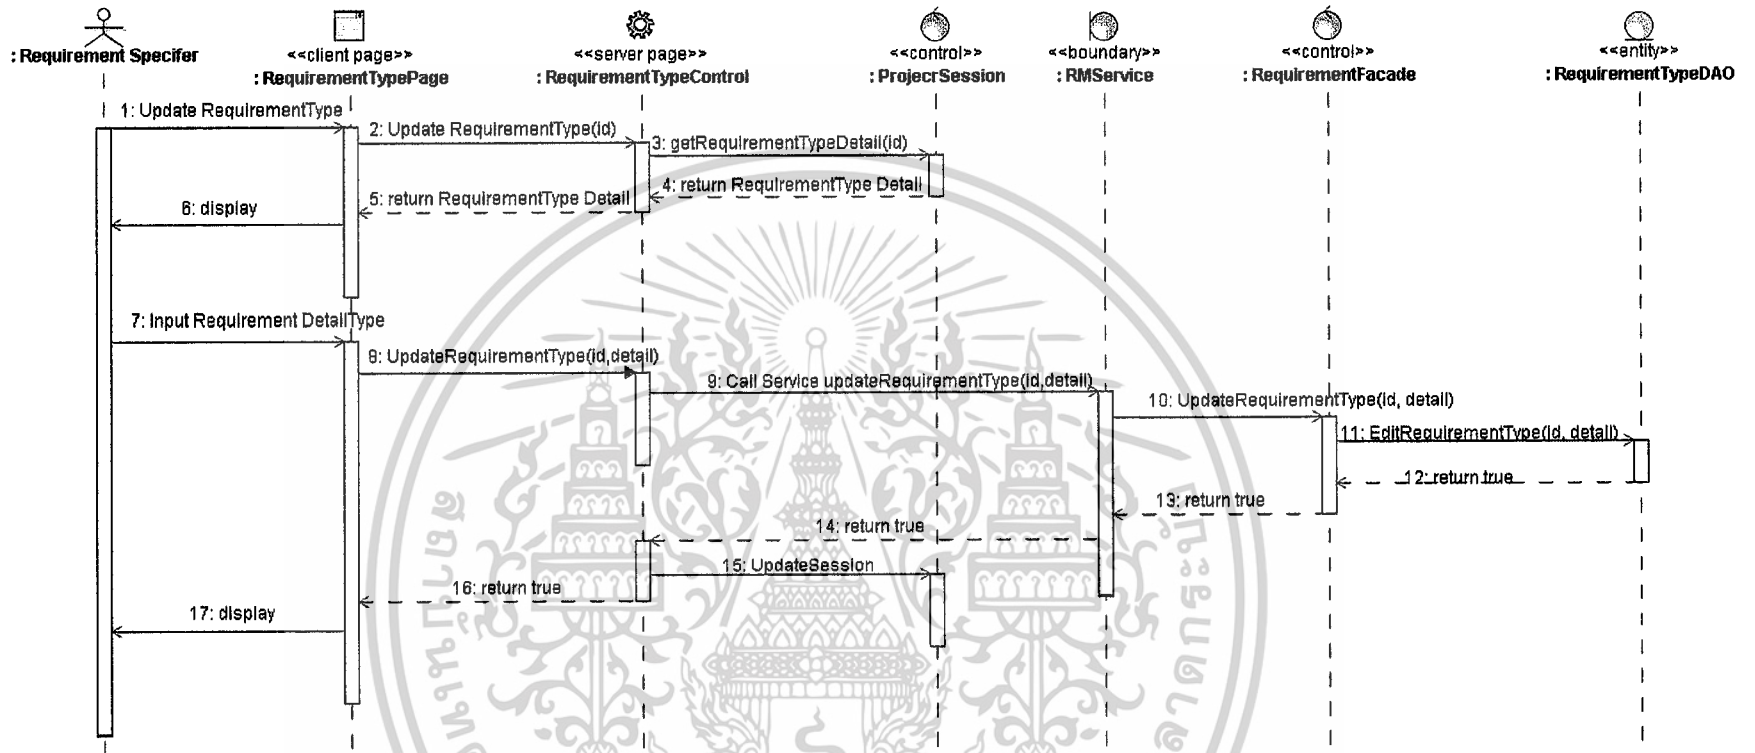 : Requirement Specifer
<<client page>>
: RequirementTypePage
<<server page>>
: RequirementTypeControl
<<control>>
: ProjecrSession
<<boundary>>
: RMService
<<control>>
: RequirementFacade
<<entity>>
: RequirementTypeDAO
1: Update RequirementType
2: Update RequirementType(id)
3: getRequirementTypeDetail(id)
4: return RequirementType Detail
5: return RequirementType Detail
6: display
7: Input Requirement DetailType
8: UpdateRequirementType(id,detail)
9: Call Service updateRequirementType(id,detail)
10: UpdateRequirementType(id, detail)
11: EditRequirementType(id, detail)
12: return true
13: return true
14: return true
15: UpdateSession
16: return true
17: display